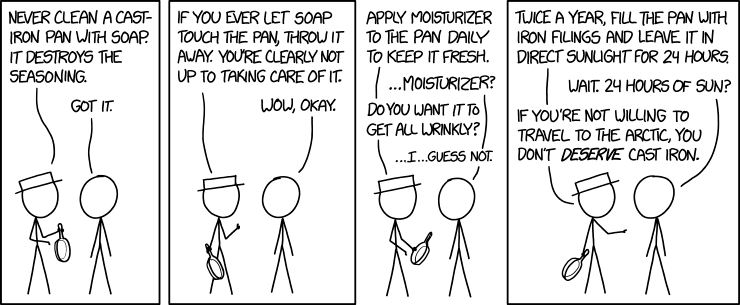 NEVER CLEAN A CAST-
IRON PAN WITH SOAP.
IT DESTROYS THE
SEASONING.
GOT IT.
IF YOU EVER LET SOAP
TOUCH THE PAN, THROW IT
AWAY. YOU'RE CLEARLY NOT
UP TO TAKING CARE OF IT.
WOW, OKAY.
APPLY MOISTURIZER
TO THE PAN DAILY
TO KEEP IT FRESH.
...MOISTURIZER?
DO YOU WANT IT TO
GET ALL WRINKLY?
...I...GUESS NOT.
TWICE A YEAR, FILL THE PAN WITH
IRON FILINGS AND LEAVE IT IN
DIRECT SUNLIGHT FOR 24 HOURS.
WAIT. 24 HOURS OF SUN?
IF YOU'RE NOT WILLING TO
TRAVEL TO THE ARCTIC, YOU
DON'T DESERVE CAST IRON.